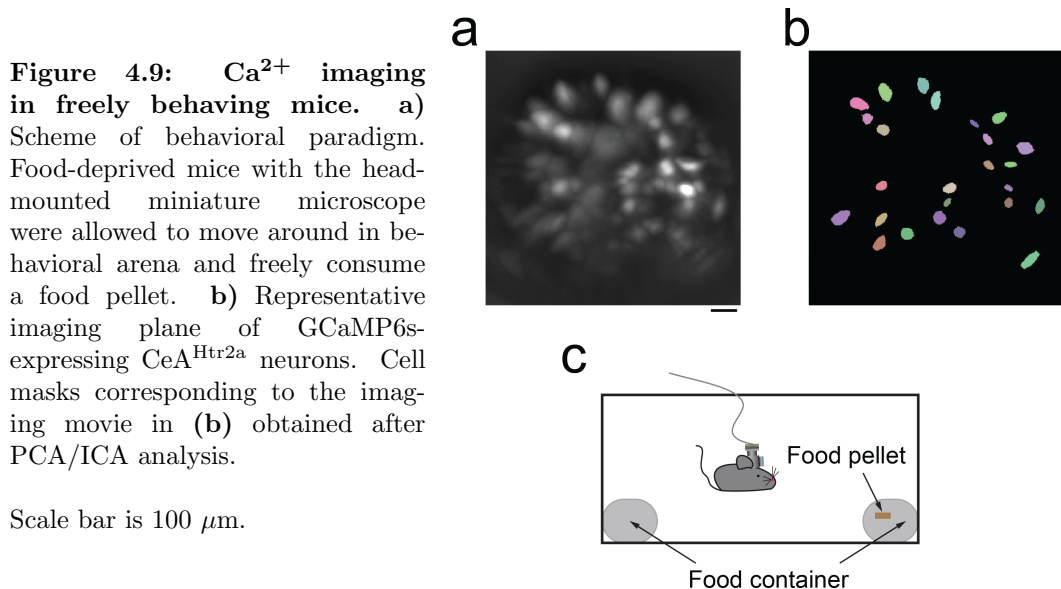 Figure 4.9: Ca²⁺ imaging
in freely behaving mice. a)
Scheme of behavioral paradigm.
Food-deprived mice with the head-
mounted miniature microscope
were allowed to move around in be-
havioral arena and freely consume
a food pellet. b) Representative
imaging plane of GCaMP6s-
expressing CeAᴴᵗʳ²ᵃ neurons. Cell
masks corresponding to the imag-
ing movie in (b) obtained after
PCA/ICA analysis.
Scale bar is 100 μm.
a
b
c
Food pellet
Food container